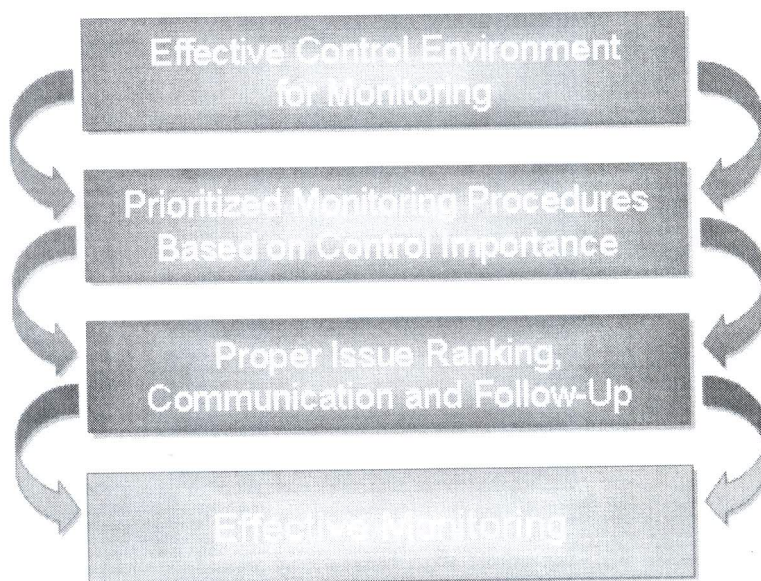 Effective Control Environment
for Monitoring
Prioritized Monitoring Procedures
Based on Control Importance
Proper Issue Ranking,
Communication and Follow-Up
Effective Monitoring